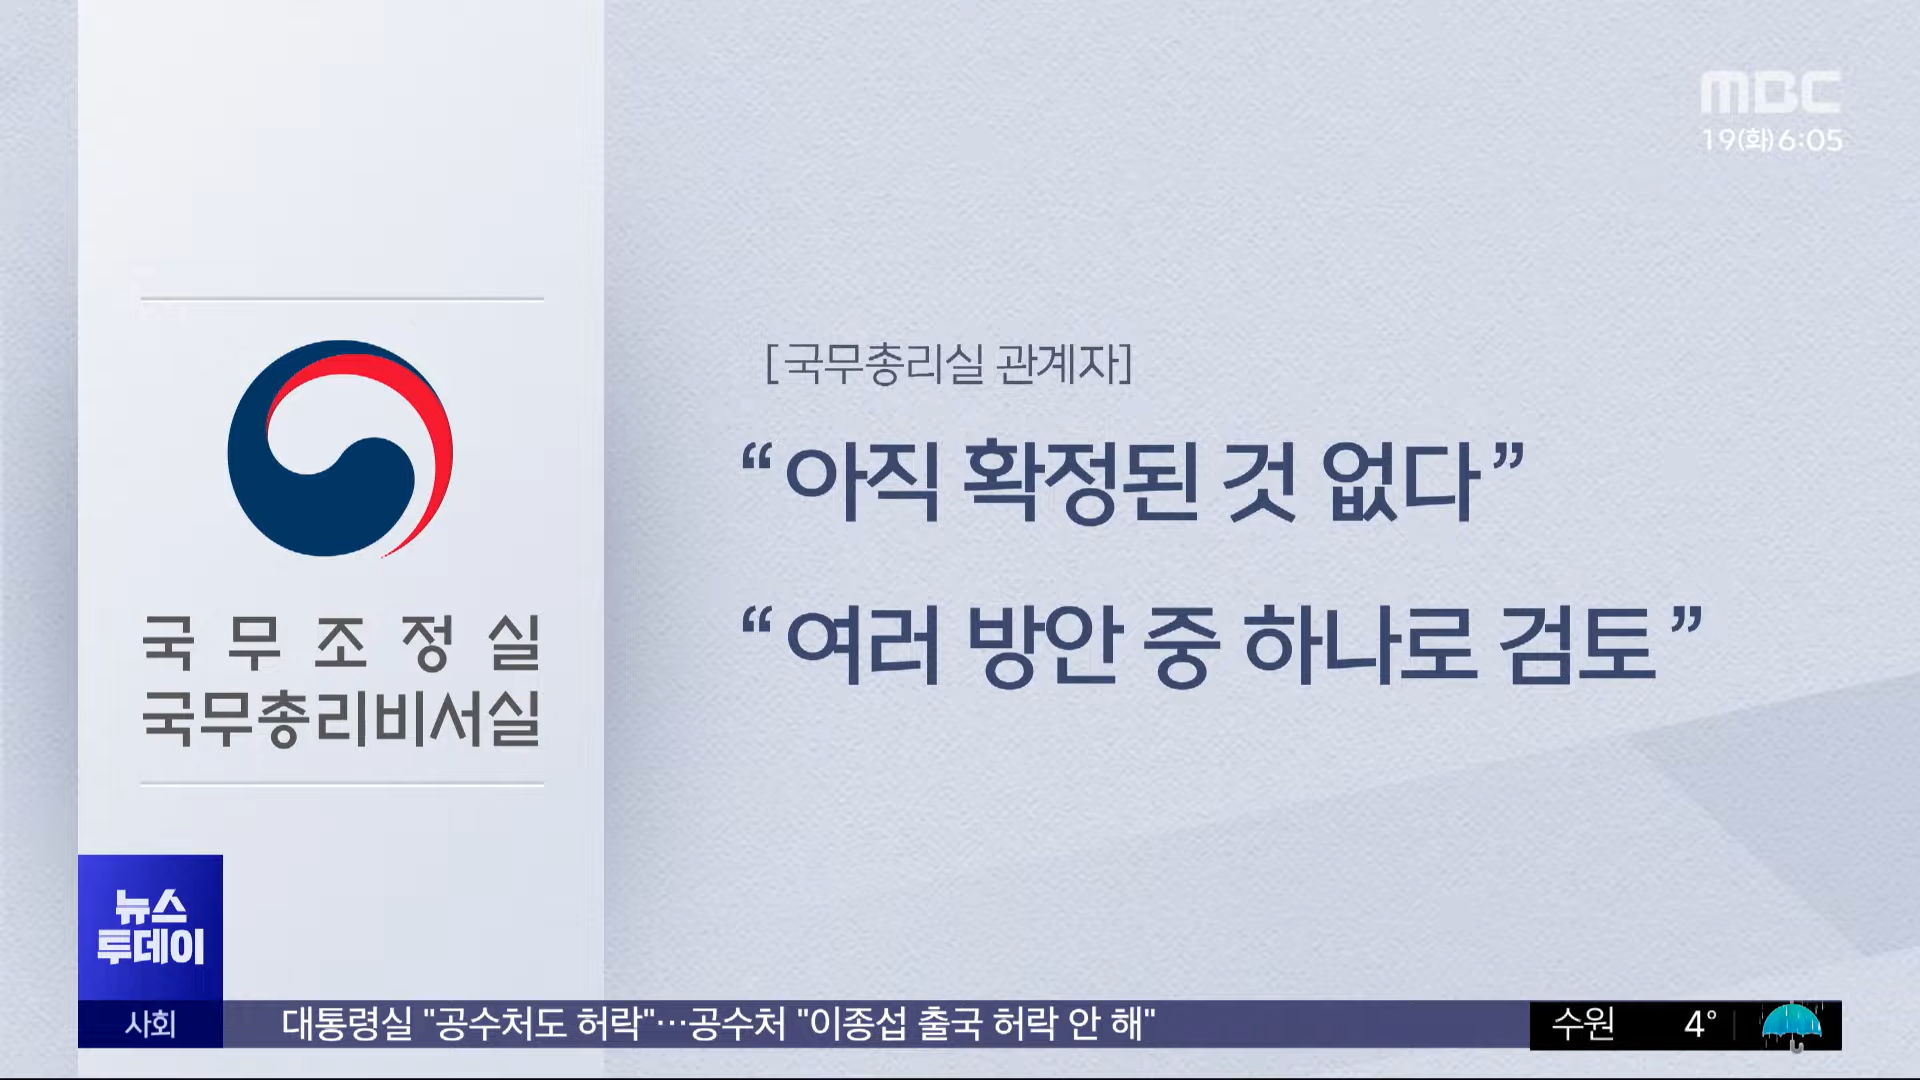 MBC
19(화)6:05
[국무총리실 관계자]
“아직 확정된 것 없다”
“여러 방안 중 하나로 검토”
국무조정실
국무총리비서실
뉴스
투데이
사회
대통령실 "공수처도 허락"…공수처 "이종섭 출국 허락 안 해"
수원 4°